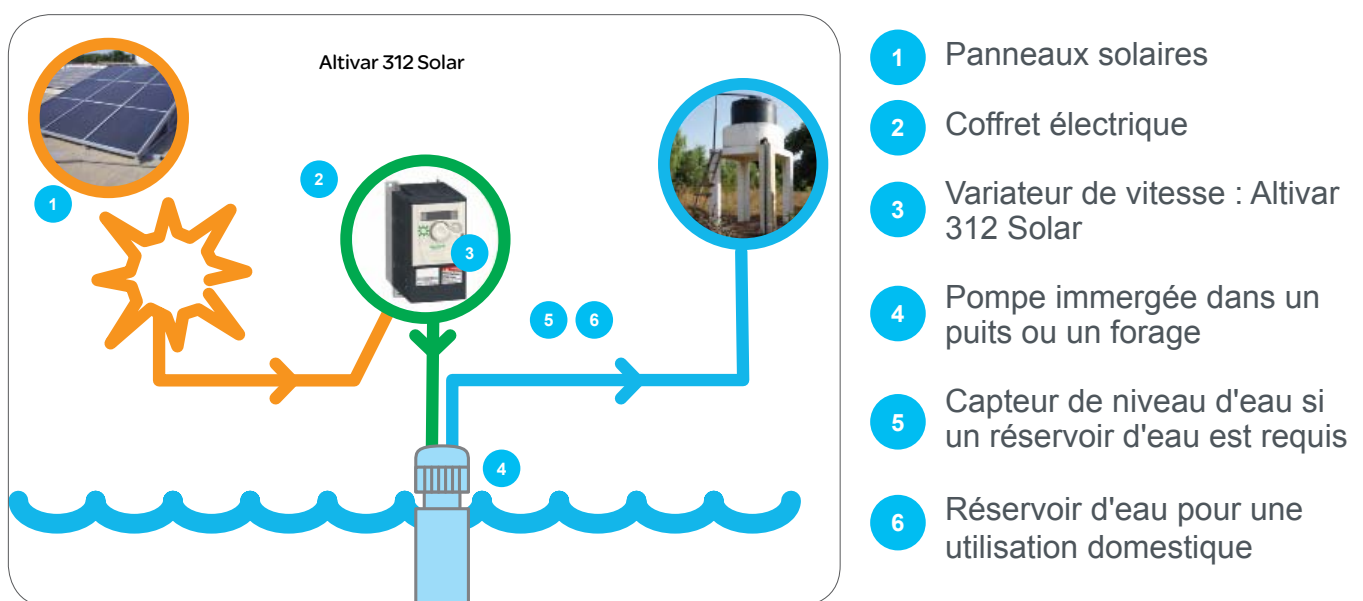 Altivar 312 Solar
1
2
3
5 6
4
1 Panneaux solaires
2 Coffret électrique
3 Variateur de vitesse : Altivar
312 Solar
4 Pompe immergée dans un
puits ou un forage
5 Capteur de niveau d'eau si
un réservoir d'eau est requis
6 Réservoir d'eau pour une
utilisation domestique